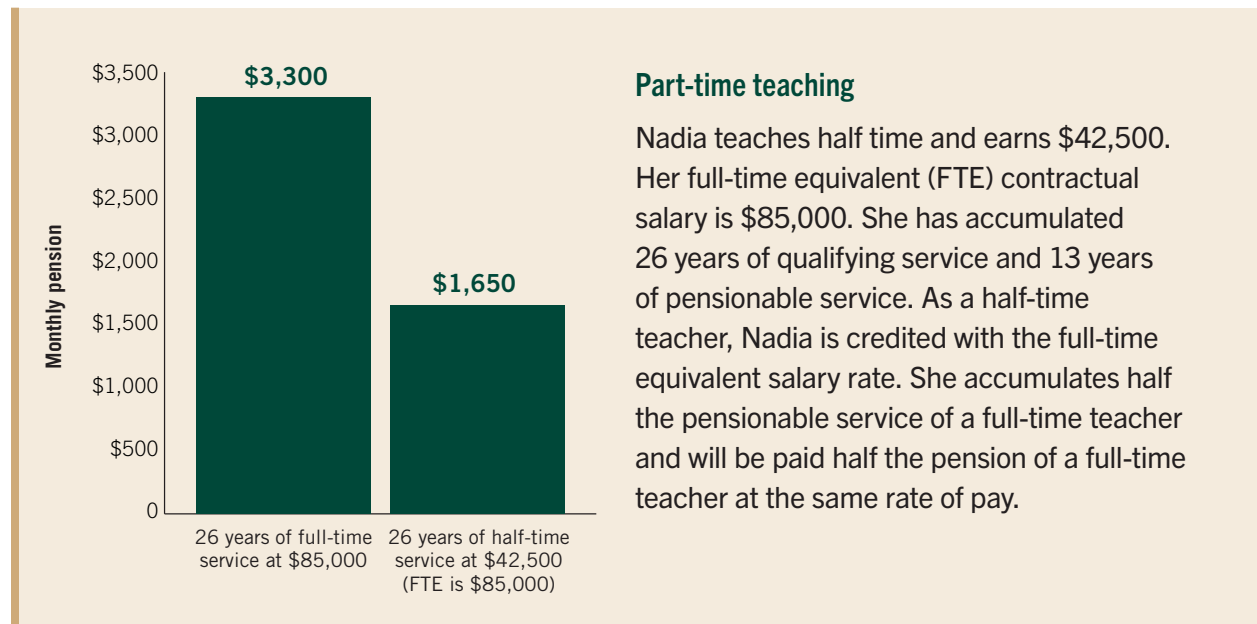 $3,500
$3,000
$2,500
$2,000
$1,500
$1,000
$500
0
Monthly pension
$3,300
$1,650
26 years of full-time
service at $85,000
26 years of half-time
service at $42,500
(FTE is $85,000)
Part-time teaching
Nadia teaches half time and earns $42,500.
Her full-time equivalent (FTE) contractual
salary is $85,000. She has accumulated
26 years of qualifying service and 13 years
of pensionable service. As a half-time
teacher, Nadia is credited with the full-time
equivalent salary rate. She accumulates half
the pensionable service of a full-time teacher
and will be paid half the pension of a full-time
teacher at the same rate of pay.